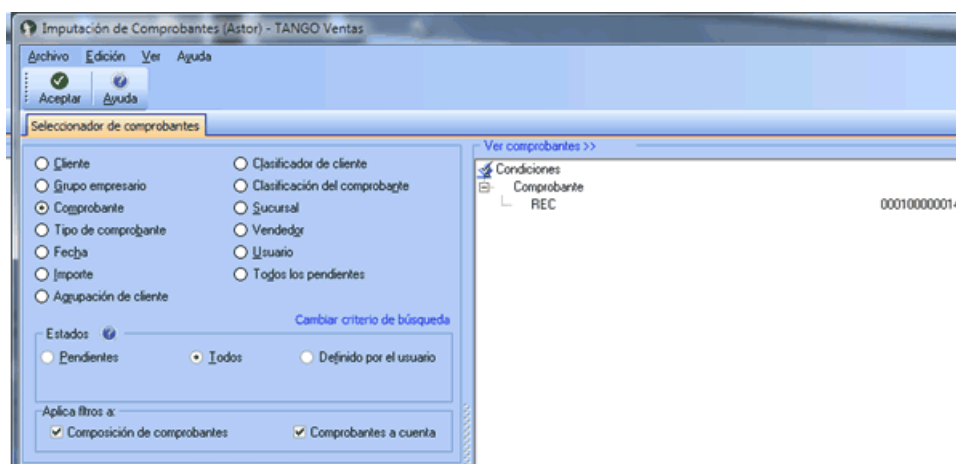 Imputación de Comprobantes (Astor) - TANGO Ventas
Archivo Edición Ver Ayuda
Aceptar Ayuda
Seleccionador de comprobantes
Cliente
Grupo empresario
Comprobante
Tipo de comprobante
Fecha
Importe
Agrupación de cliente
Clasificador de cliente
Clasificación del comprobante
Sucursal
Vendedor
Usuario
Todos los pendientes
Cambiar criterio de búsqueda
Estados
Pendientes Todos Definido por el usuario
Aplica filtros a:
Composición de comprobantes Comprobantes a cuenta
Ver comprobantes >>
Condiciones
Comprobante
REC 00010000014